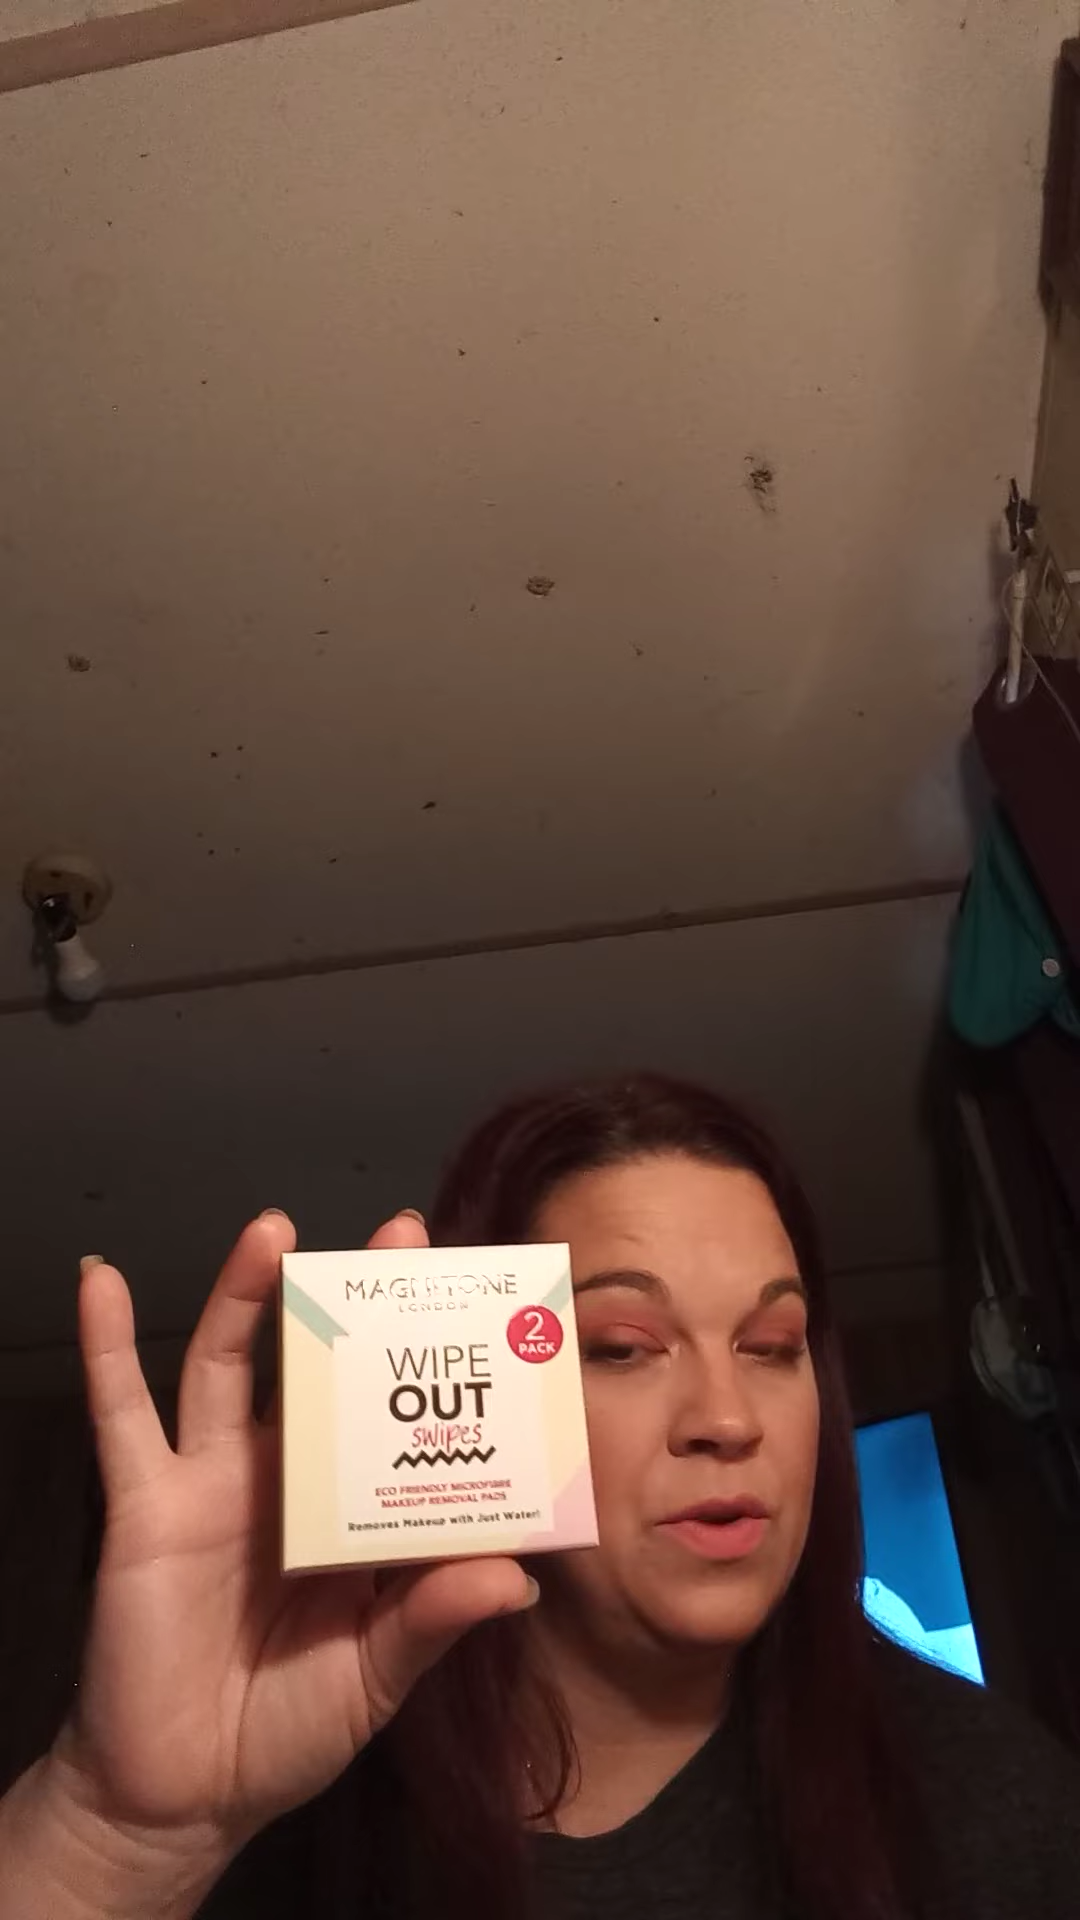 MAGNITONE
LONDON
2
PACK
WIPE
OUT
swipes
ECO FRIENDLY MICROFIBRE
MAKEUP REMOVAL PADS
Removes Makeup with Just Water!